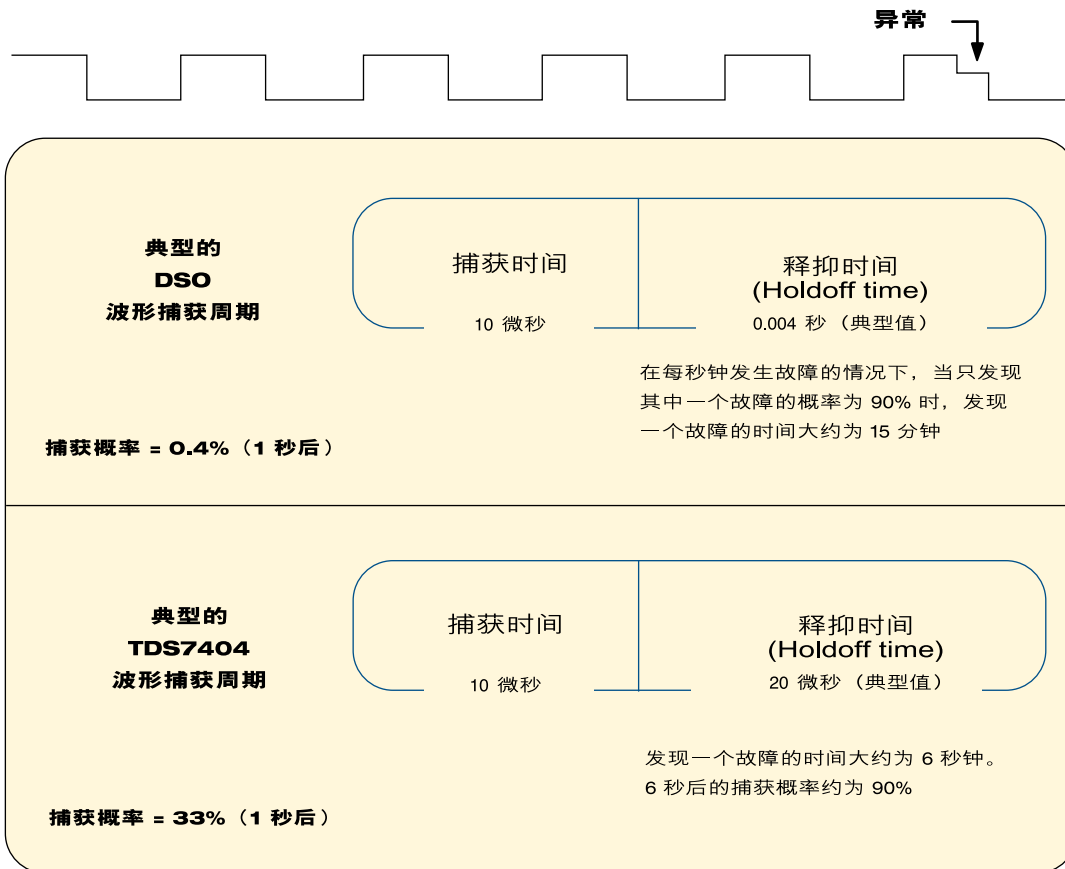 异常
典型的
DSO
波形捕获周期
捕获时间
10 微秒
释抑时间
(Holdoff time)
0.004 秒（典型值）
在每秒钟发生故障的情况下，当只发现
其中一个故障的概率为 90% 时，发现
一个故障的时间大约为 15 分钟
捕获概率 = 0.4%（1 秒后）
典型的
TDS7404
波形捕获周期
捕获时间
10 微秒
释抑时间
(Holdoff time)
20 微秒（典型值）
发现一个故障的时间大约为 6 秒钟。
6 秒后的捕获概率约为 90%
捕获概率 = 33%（1 秒后）